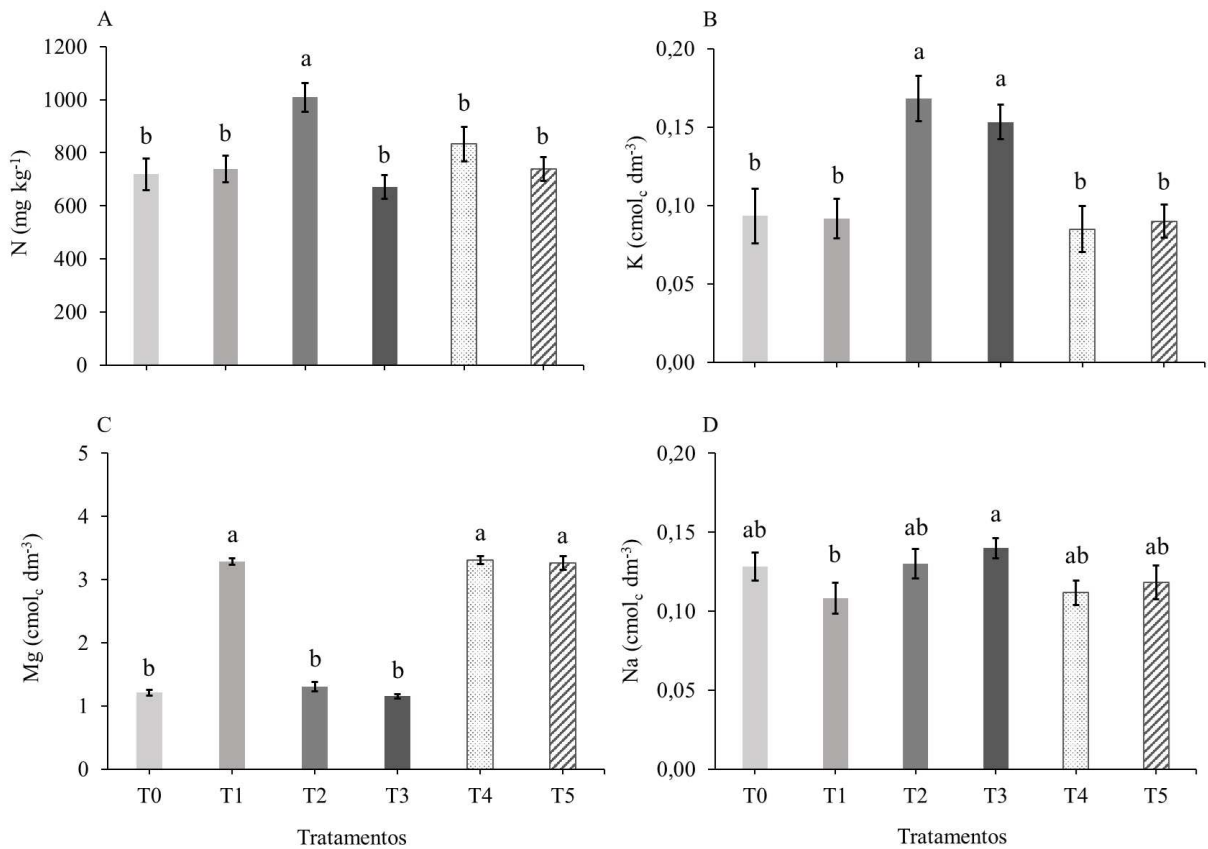 A
N (mg kg⁻¹)
1200
1000
800
600
400
200
0
b
b
a
b
b
b
B
K (cmol_c dm⁻³)
0,20
0,15
0,10
0,05
0,00
b
b
a
a
b
b
C
Mg (cmol_c dm⁻³)
5
4
3
2
1
0
b
a
b
b
a
a
T0 T1 T2 T3 T4 T5
Tratamentos
D
Na (cmol_c dm⁻³)
0,20
0,15
0,10
0,05
0,00
ab
b
ab
a
ab
ab
T0 T1 T2 T3 T4 T5
Tratamentos